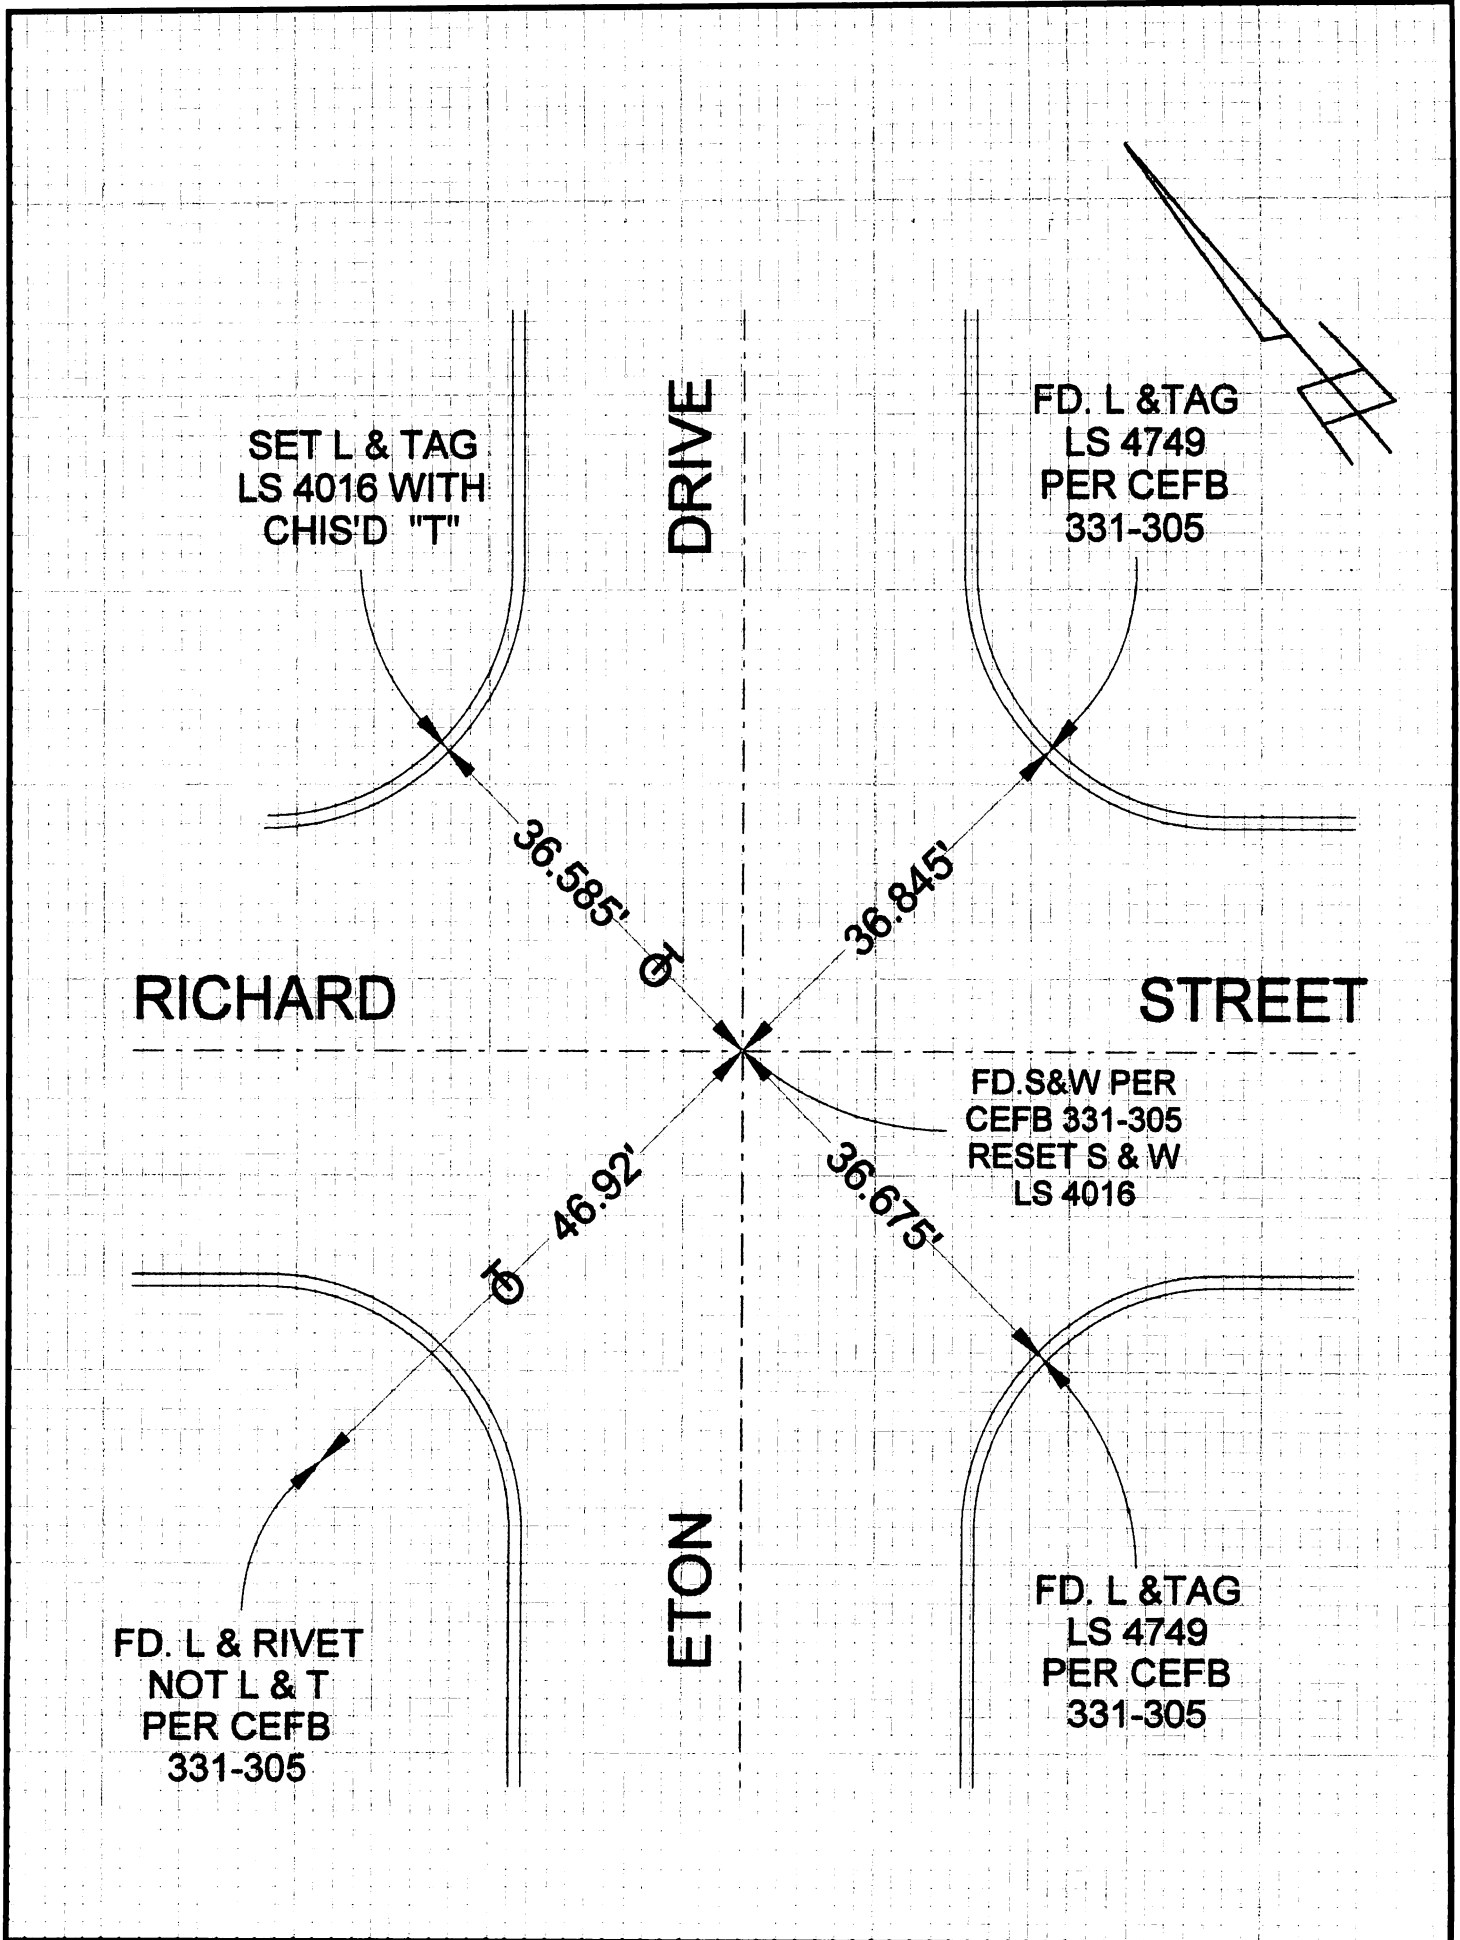 SET L & TAG
LS 4016 WITH
CHIS'D "T"
DRIVE
FD. L &TAG
LS 4749
PER CEFB
331-305
36.585'
36.845'
RICHARD
STREET
FD.S&W PER
CEFB 331-305
RESET S & W
LS 4016
46.92'
36.675'
ETON
FD. L & RIVET
NOT L & T
PER CEFB
331-305
FD. L &TAG
LS 4749
PER CEFB
331-305